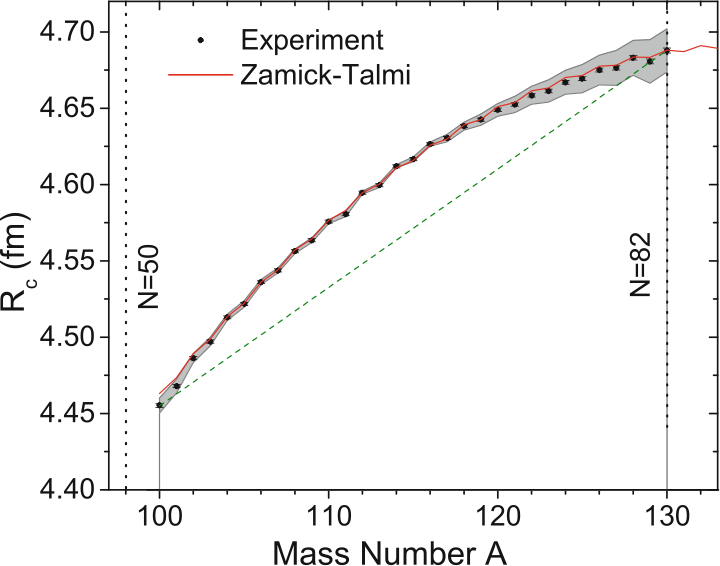 4.70
4.65
4.60
4.55
4.50
4.45
4.40
R_c (fm)
Experiment
Zamick-Talmi
N=50
N=82
100
110
120
130
Mass Number A